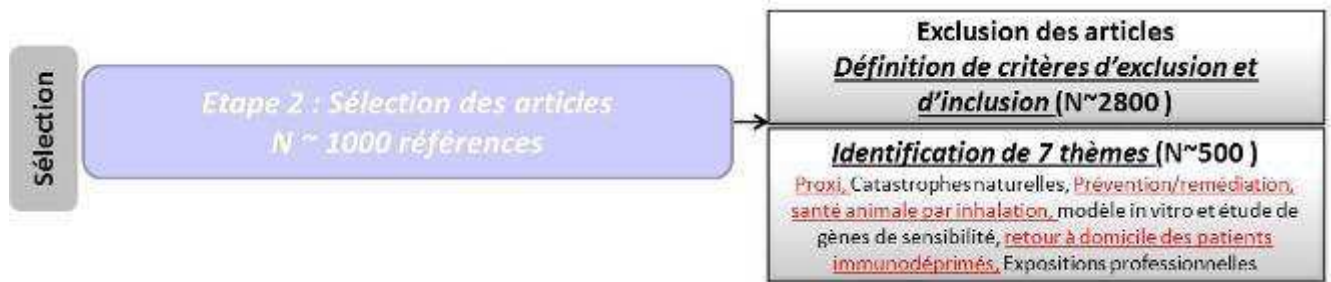 Sélection
Etape 2 : Sélection des articles
N ~ 1000 références
Exclusion des articles
Définition de critères d'exclusion et
d'inclusion (N~2800 )
Identification de 7 thèmes (N~500 )
Proxi, Catastrophes naturelles, Prévention/remédiation,
santé animale par inhalation, modèle in vitro et étude de
gènes de sensibilité, retour à domicile des patients
immunodéprimés, Expositions professionnelles